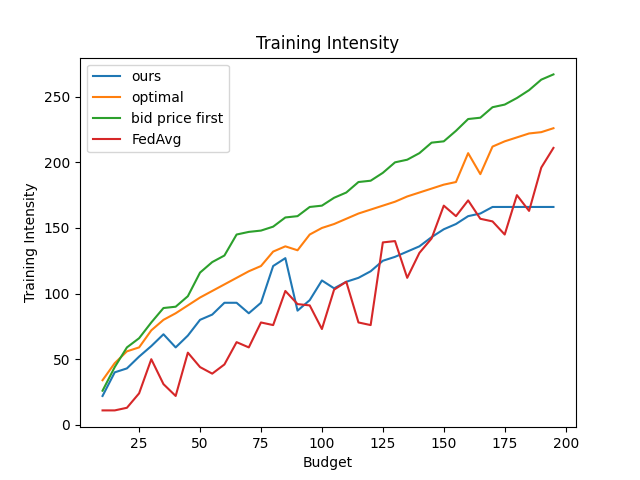 Training Intensity
ours
optimal
bid price first
FedAvg
Training Intensity
250
200
150
100
50
0
25 50 75 100 125 150 175 200
Budget